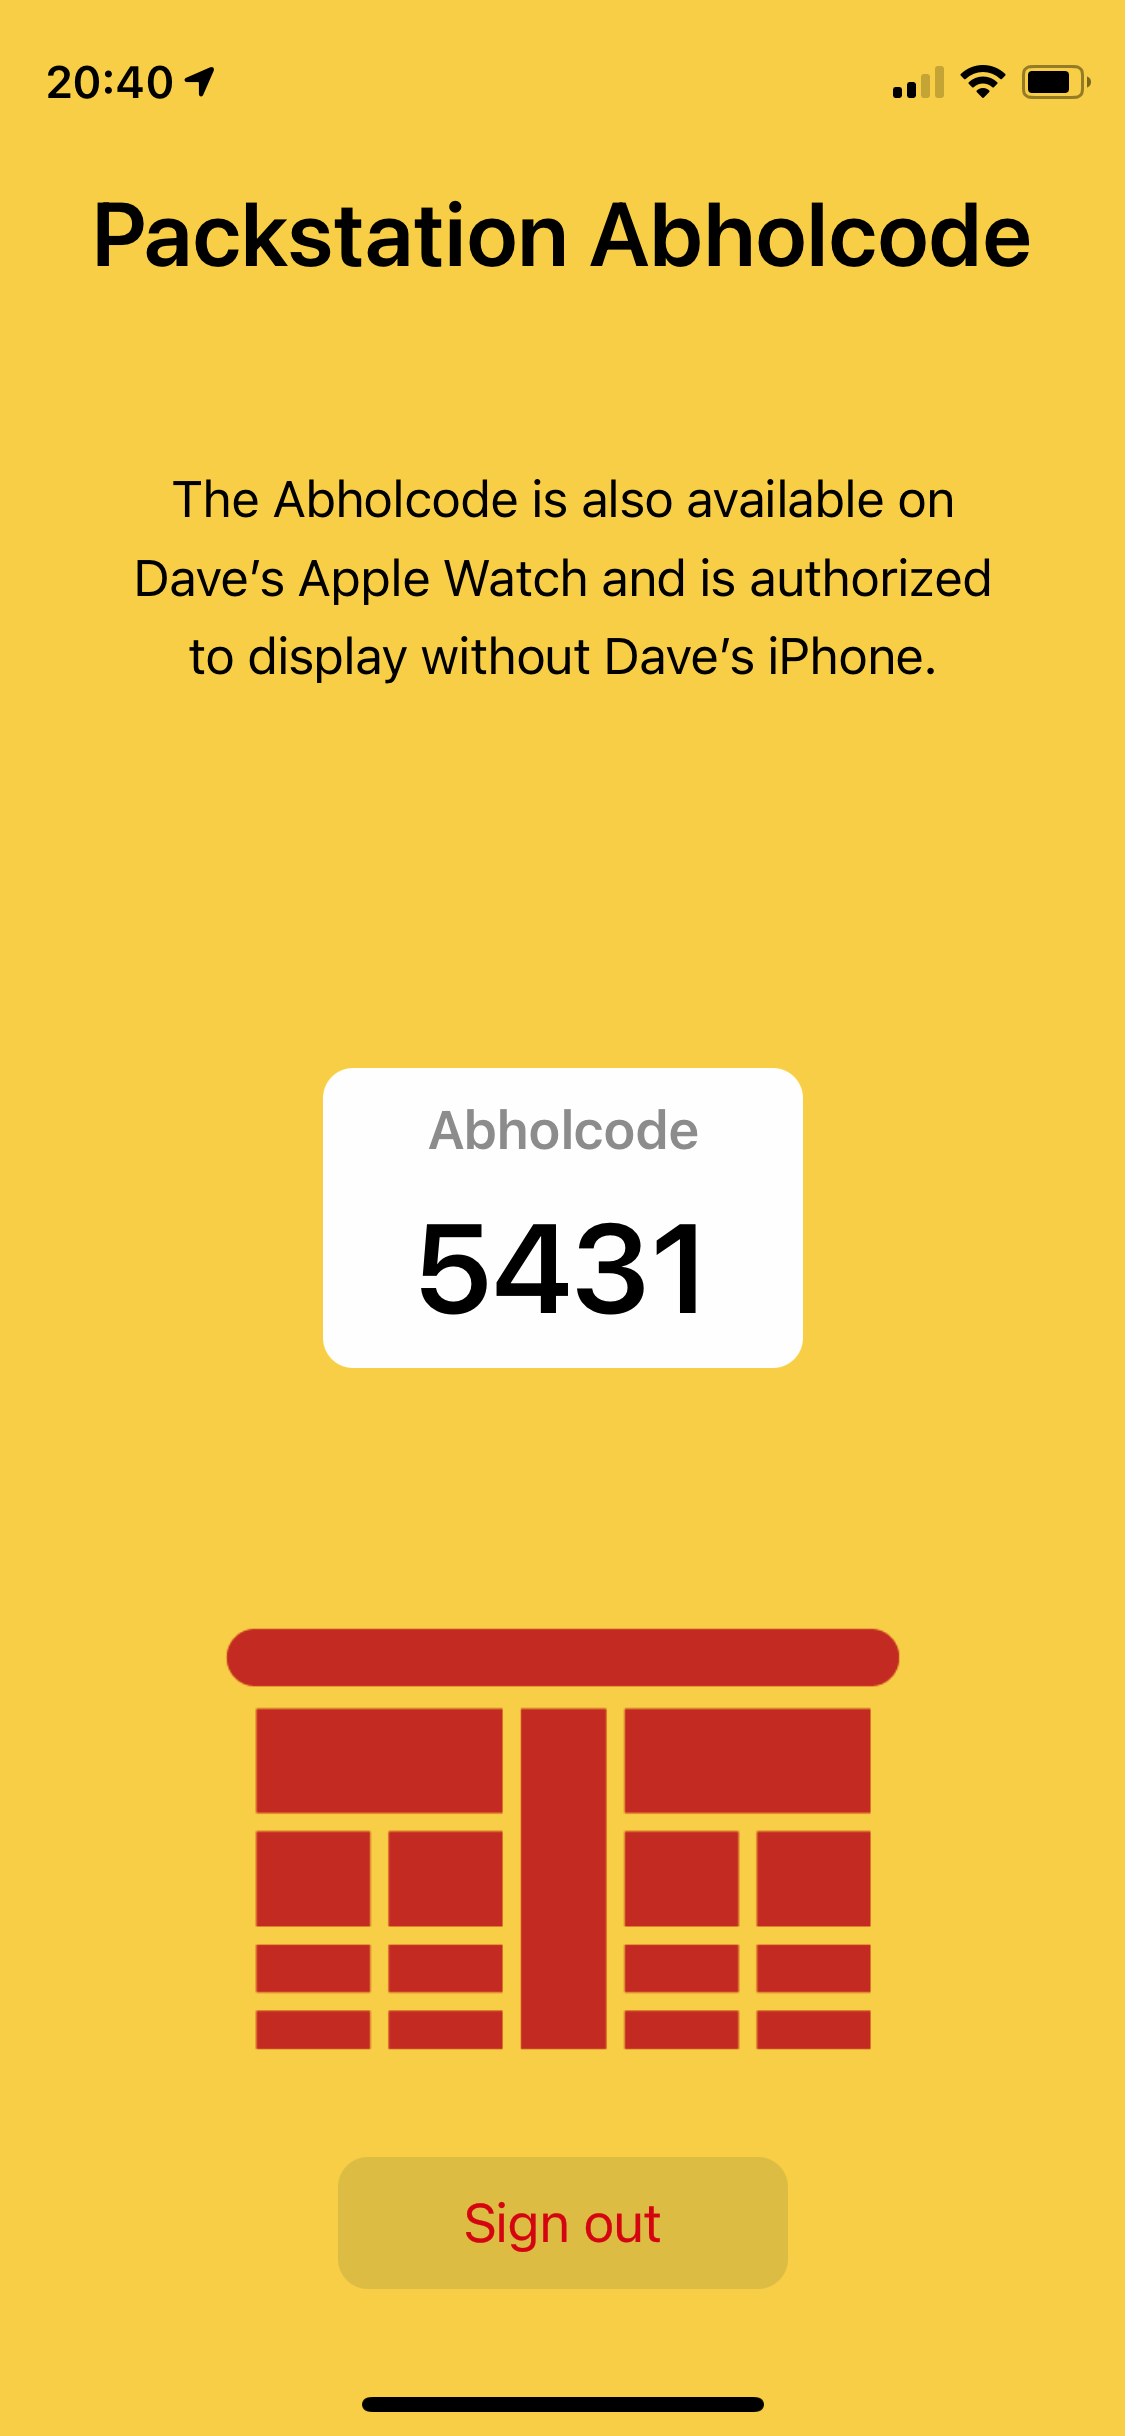 20:40
Packstation Abholcode
The Abholcode is also available on
Dave’s Apple Watch and is authorized
to display without Dave’s iPhone.
Abholcode
5431
Sign out